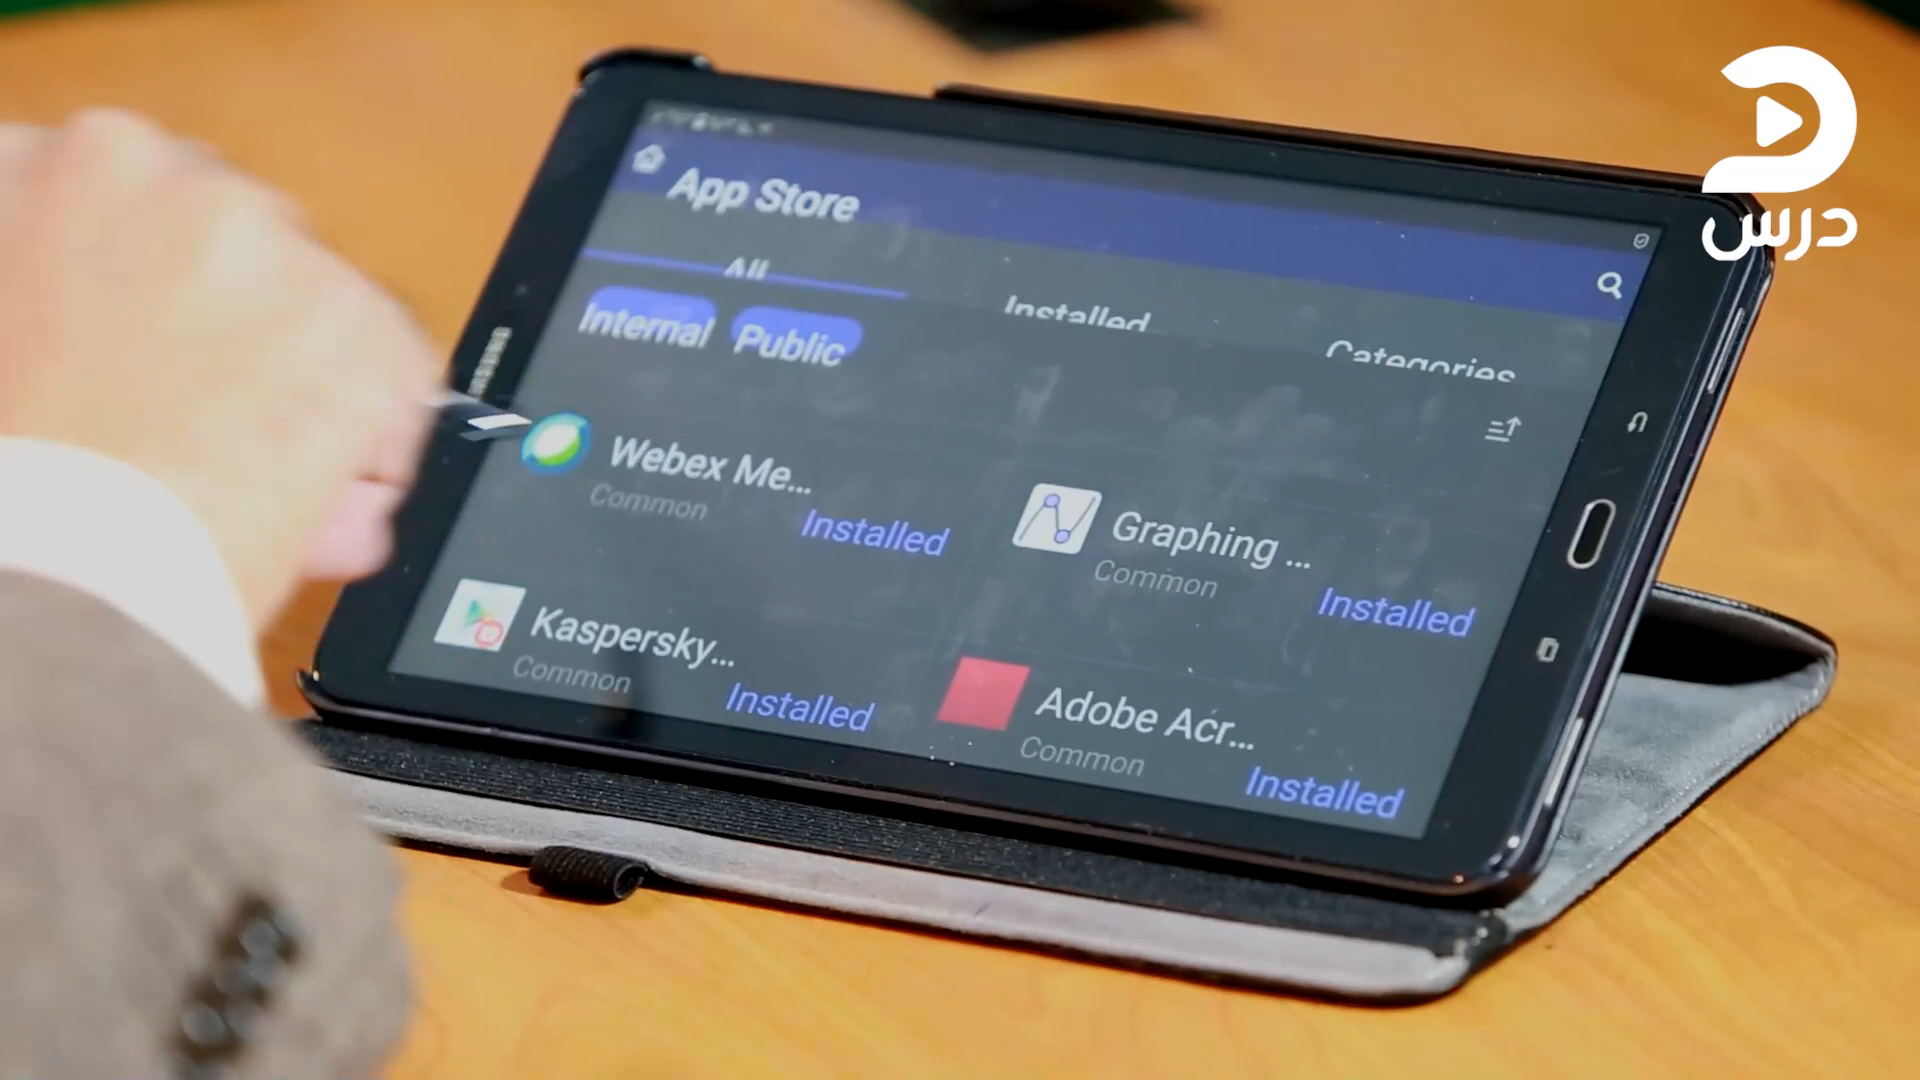 App Store
All
Installed
Categories
Internal
Public
Webex Me...
Common
Installed
Graphing ...
Common
Installed
Kaspersky...
Common
Installed
Adobe Acr...
Common
Installed
SAMSUNG
درس